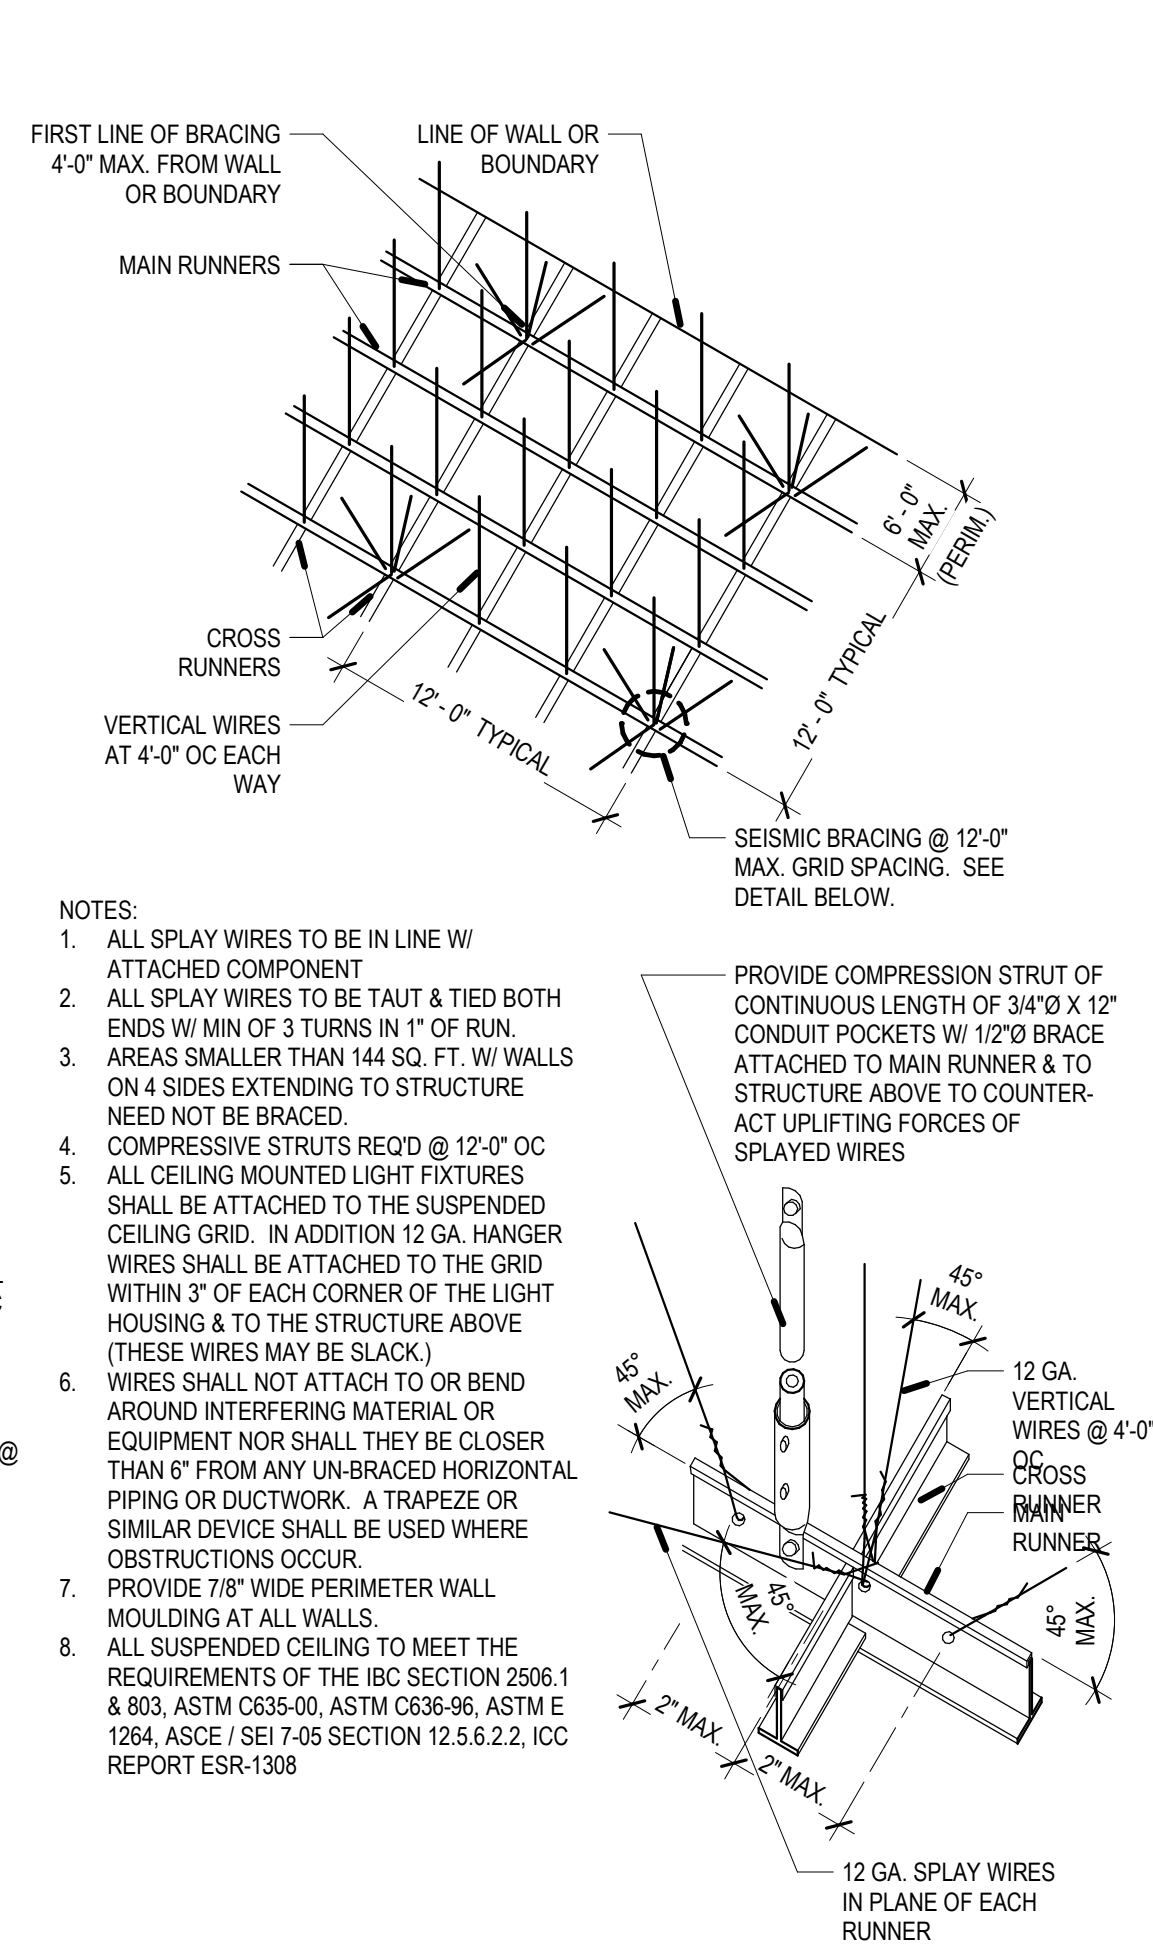 FIRST LINE OF BRACING
4'-0" MAX. FROM WALL
OR BOUNDARY
LINE OF WALL OR
BOUNDARY
MAIN RUNNERS
6'- 0"
MAX.
(PERIM.)
CROSS
RUNNERS
12'- 0" TYPICAL
12'- 0" TYPICAL
VERTICAL WIRES
AT 4'-0" OC EACH
WAY
SEISMIC BRACING @ 12'-0"
MAX. GRID SPACING. SEE
DETAIL BELOW.
NOTES:
1. ALL SPLAY WIRES TO BE IN LINE W/
ATTACHED COMPONENT
2. ALL SPLAY WIRES TO BE TAUT & TIED BOTH
ENDS W/ MIN OF 3 TURNS IN 1" OF RUN.
3. AREAS SMALLER THAN 144 SQ. FT. W/ WALLS
ON 4 SIDES EXTENDING TO STRUCTURE
NEED NOT BE BRACED.
4. COMPRESSIVE STRUTS REQ'D @ 12'-0" OC
5. ALL CEILING MOUNTED LIGHT FIXTURES
SHALL BE ATTACHED TO THE SUSPENDED
CEILING GRID. IN ADDITION 12 GA. HANGER
WIRES SHALL BE ATTACHED TO THE GRID
WITHIN 3" OF EACH CORNER OF THE LIGHT
HOUSING & TO THE STRUCTURE ABOVE
(THESE WIRES MAY BE SLACK.)
6. WIRES SHALL NOT ATTACH TO OR BEND
AROUND INTERFERING MATERIAL OR
EQUIPMENT NOR SHALL THEY BE CLOSER
THAN 6" FROM ANY UN-BRACED HORIZONTAL
PIPING OR DUCTWORK. A TRAPEZE OR
SIMILAR DEVICE SHALL BE USED WHERE
OBSTRUCTIONS OCCUR.
7. PROVIDE 7/8" WIDE PERIMETER WALL
MOULDING AT ALL WALLS.
8. ALL SUSPENDED CEILING TO MEET THE
REQUIREMENTS OF THE IBC SECTION 2506.1
& 803, ASTM C635-00, ASTM C636-96, ASTM E
1264, ASCE / SEI 7-05 SECTION 12.5.6.2.2, ICC
REPORT ESR-1308
@
PROVIDE COMPRESSION STRUT OF
CONTINUOUS LENGTH OF 3/4"Ø X 12"
CONDUIT POCKETS W/ 1/2"Ø BRACE
ATTACHED TO MAIN RUNNER & TO
STRUCTURE ABOVE TO COUNTER-
ACT UPLIFTING FORCES OF
SPLAYED WIRES
45°
MAX.
45°
MAX.
12 GA.
VERTICAL
WIRES @ 4'-0"
OC
CROSS
RUNNER
MAIN
RUNNER
45°
MAX.
45°
MAX.
2" MAX.
2" MAX.
12 GA. SPLAY WIRES
IN PLANE OF EACH
RUNNER